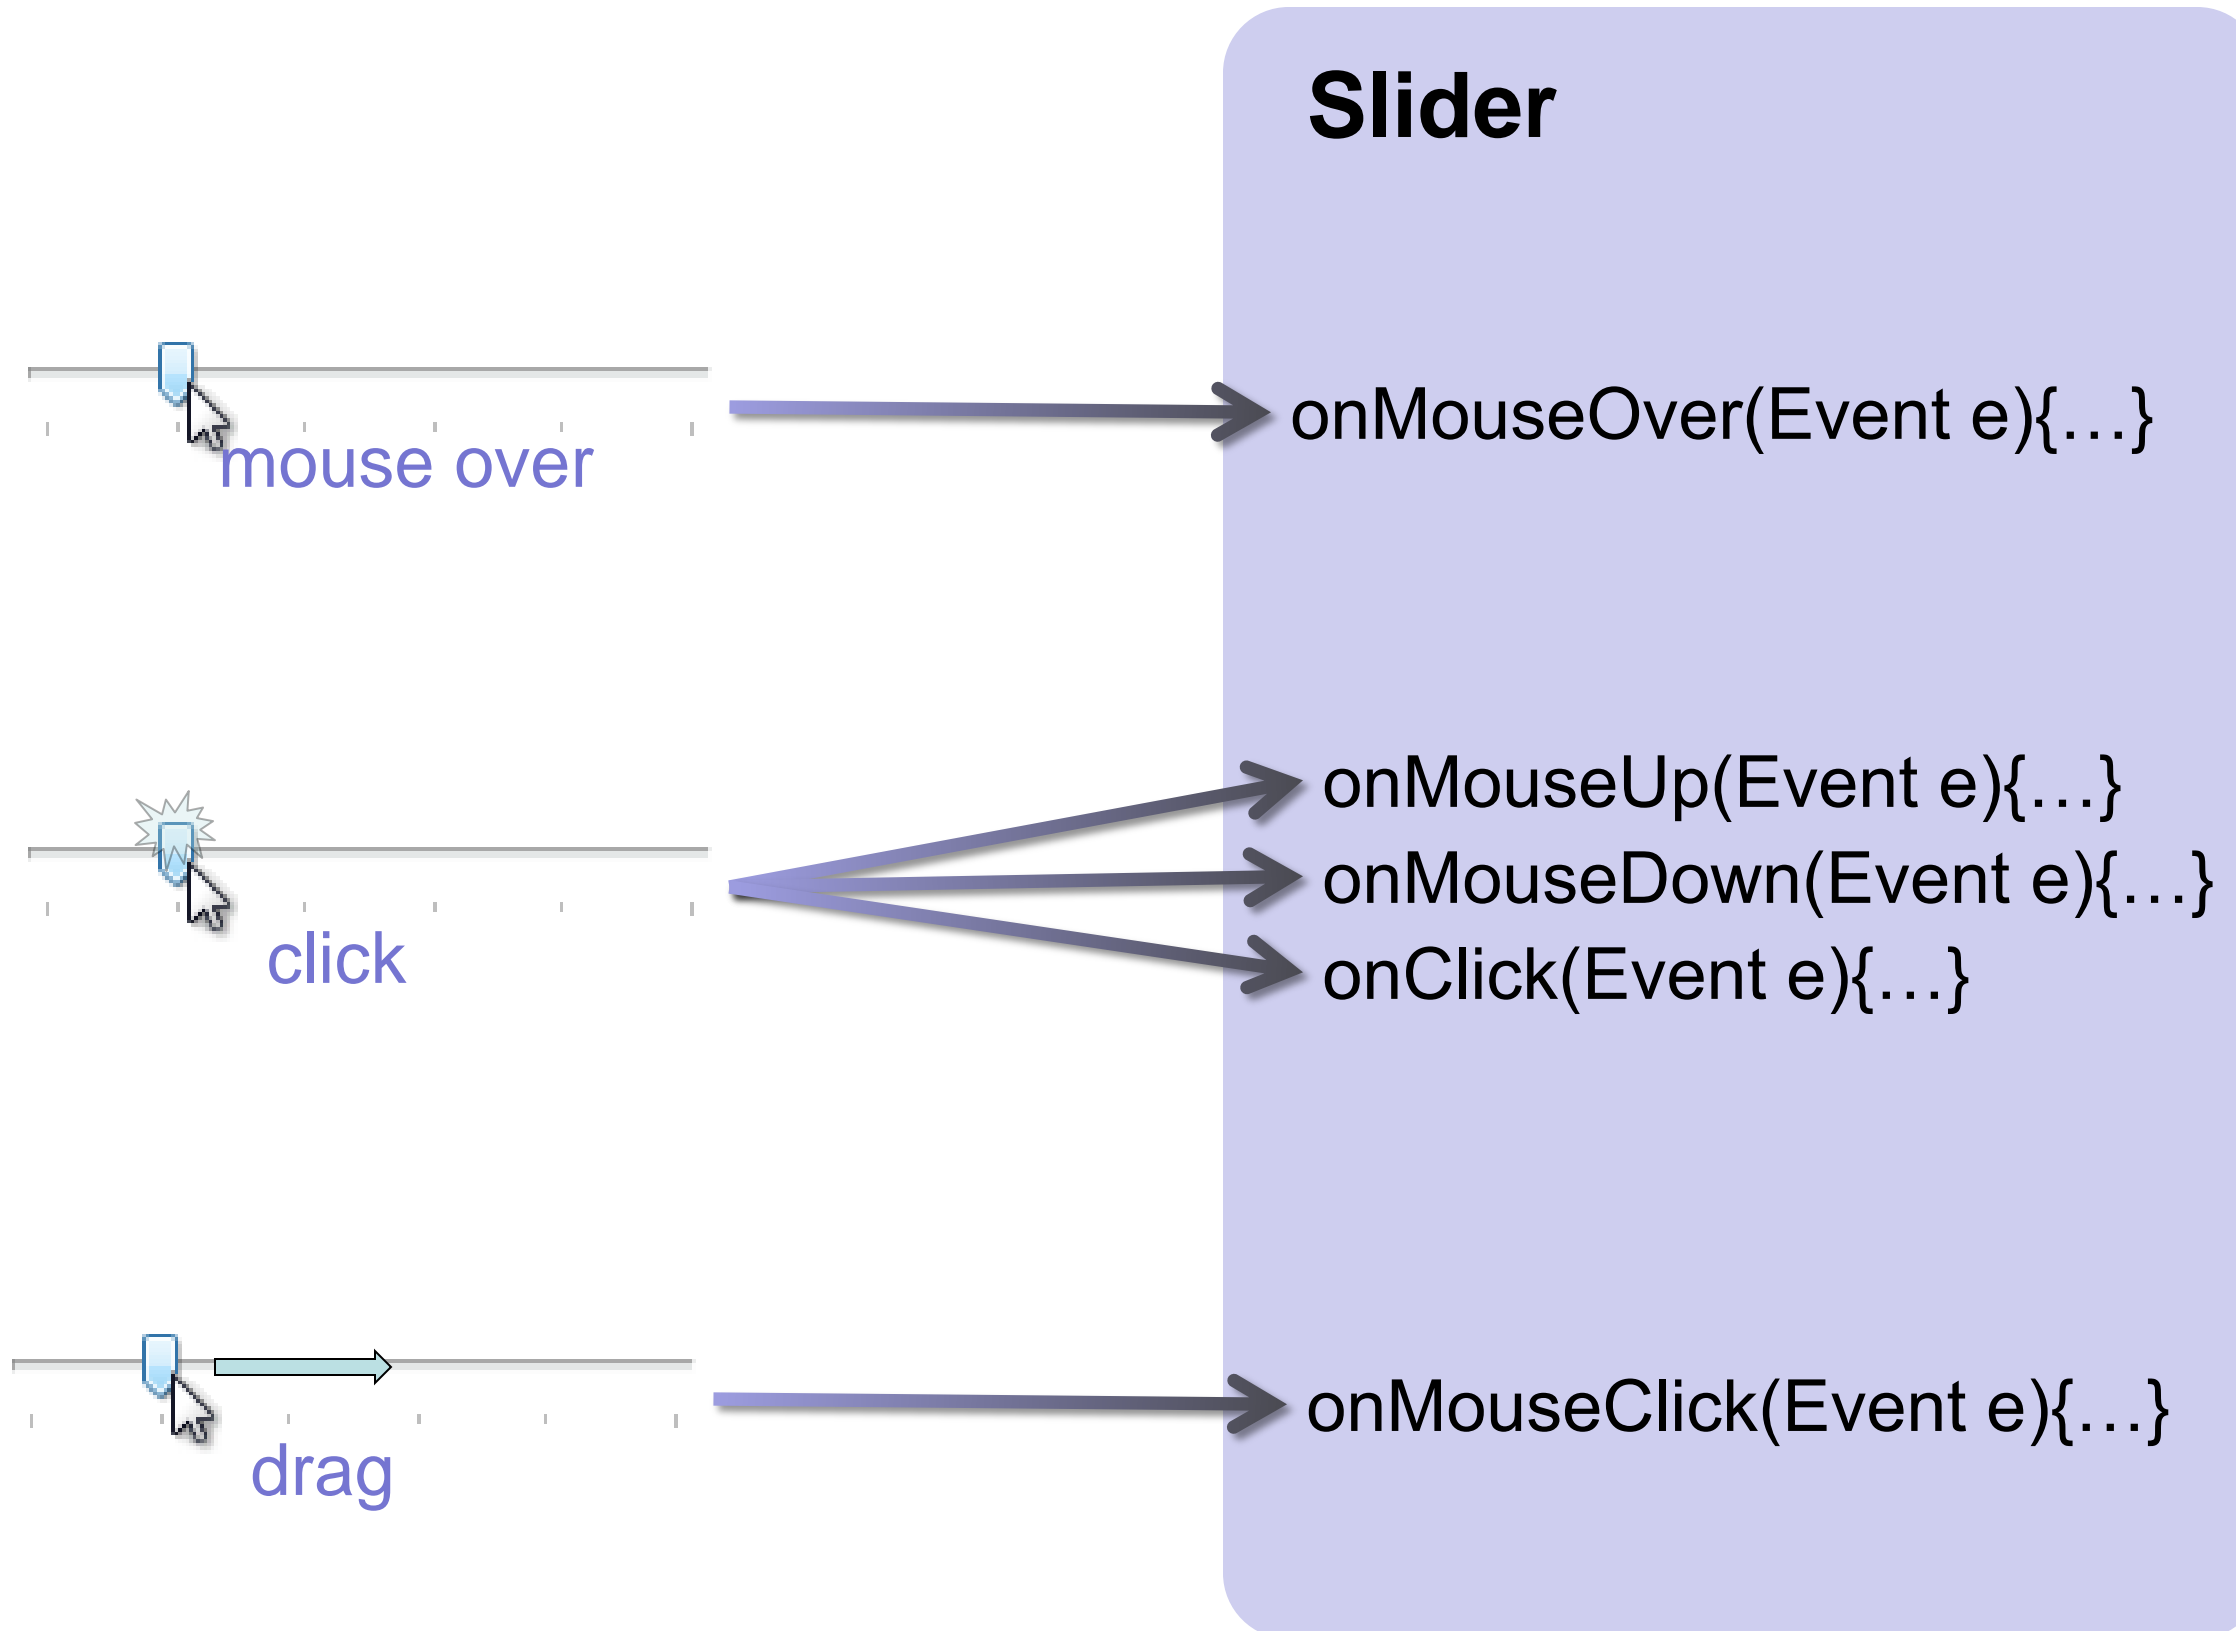 Slider
mouse over
onMouseOver(Event e){…}
click
onMouseUp(Event e){…}
onMouseDown(Event e){…}
onClick(Event e){…}
drag
onMouseClick(Event e){…}